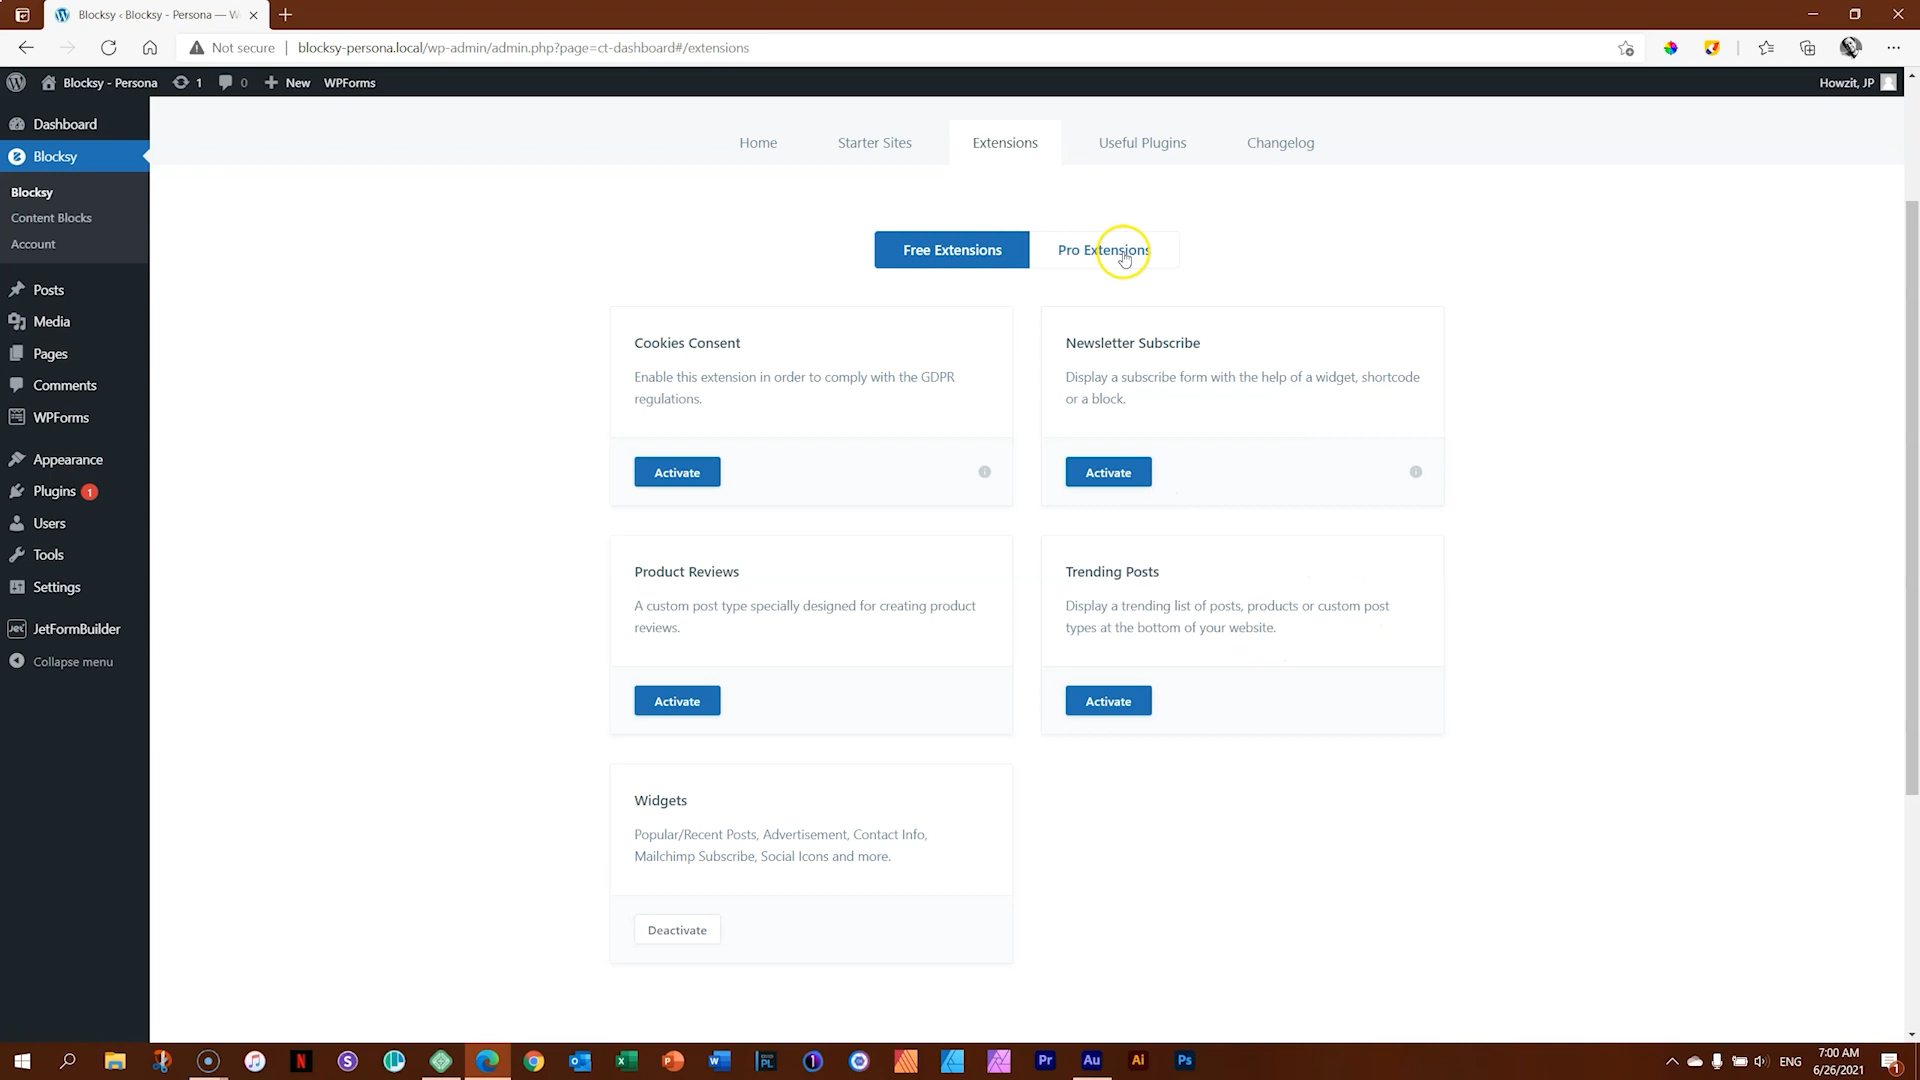 Blocksy ‹ Blocksy - Persona — W
Not secure
blocksy-persona.local/wp-admin/admin.php?page=ct-dashboard#/extensions
Blocksy - Persona
1
0
New
WPForms
Howzit, JP
Dashboard
Blocksy
Blocksy
Content Blocks
Account
Posts
Media
Pages
Comments
WPForms
Appearance
Plugins 1
Users
Tools
Settings
JetFormBuilder
Collapse menu
Home
Starter Sites
Extensions
Useful Plugins
Changelog
Free Extensions
Pro Extensions
Cookies Consent
Enable this extension in order to comply with the GDPR
regulations.
Activate
Newsletter Subscribe
Display a subscribe form with the help of a widget, shortcode
or a block.
Activate
Product Reviews
A custom post type specially designed for creating product
reviews.
Activate
Trending Posts
Display a trending list of posts, products or custom post
types at the bottom of your website.
Activate
Widgets
Popular/Recent Posts, Advertisement, Contact Info,
Mailchimp Subscribe, Social Icons and more.
Deactivate
Pr
Au
Ai
Ps
ENG
7:00 AM
6/26/2021
1